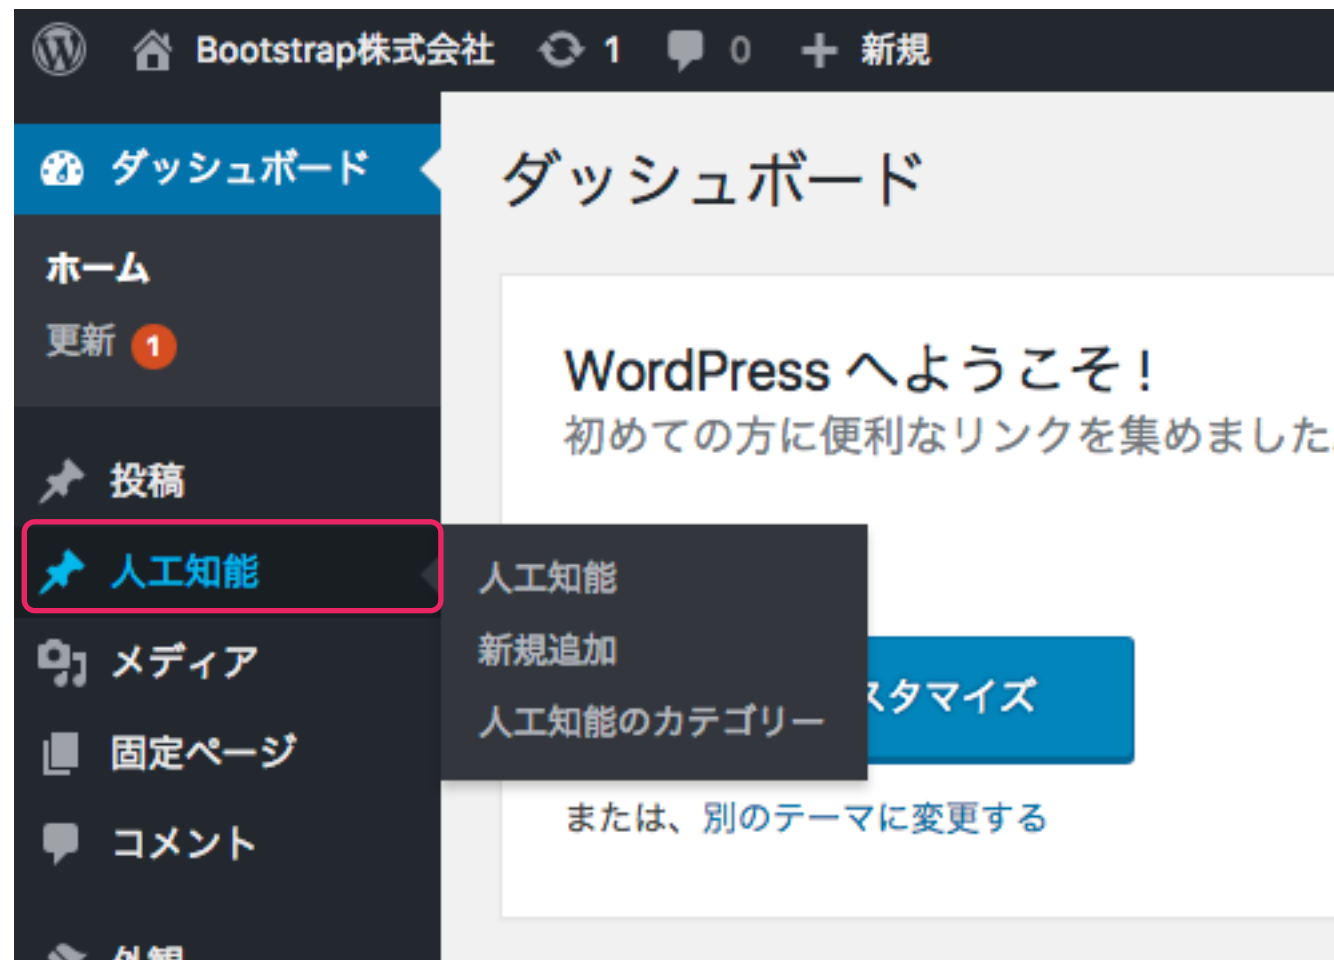 Bootstrap株式会社 1 0 新規
ダッシュボード
ホーム
更新 1
投稿
人工知能
メディア
固定ページ
コメント
外観
ダッシュボード
WordPress へようこそ !
初めての方に便利なリンクを集めました
人工知能
新規追加
人工知能のカテゴリー
スタマイズ
または、別のテーマに変更する